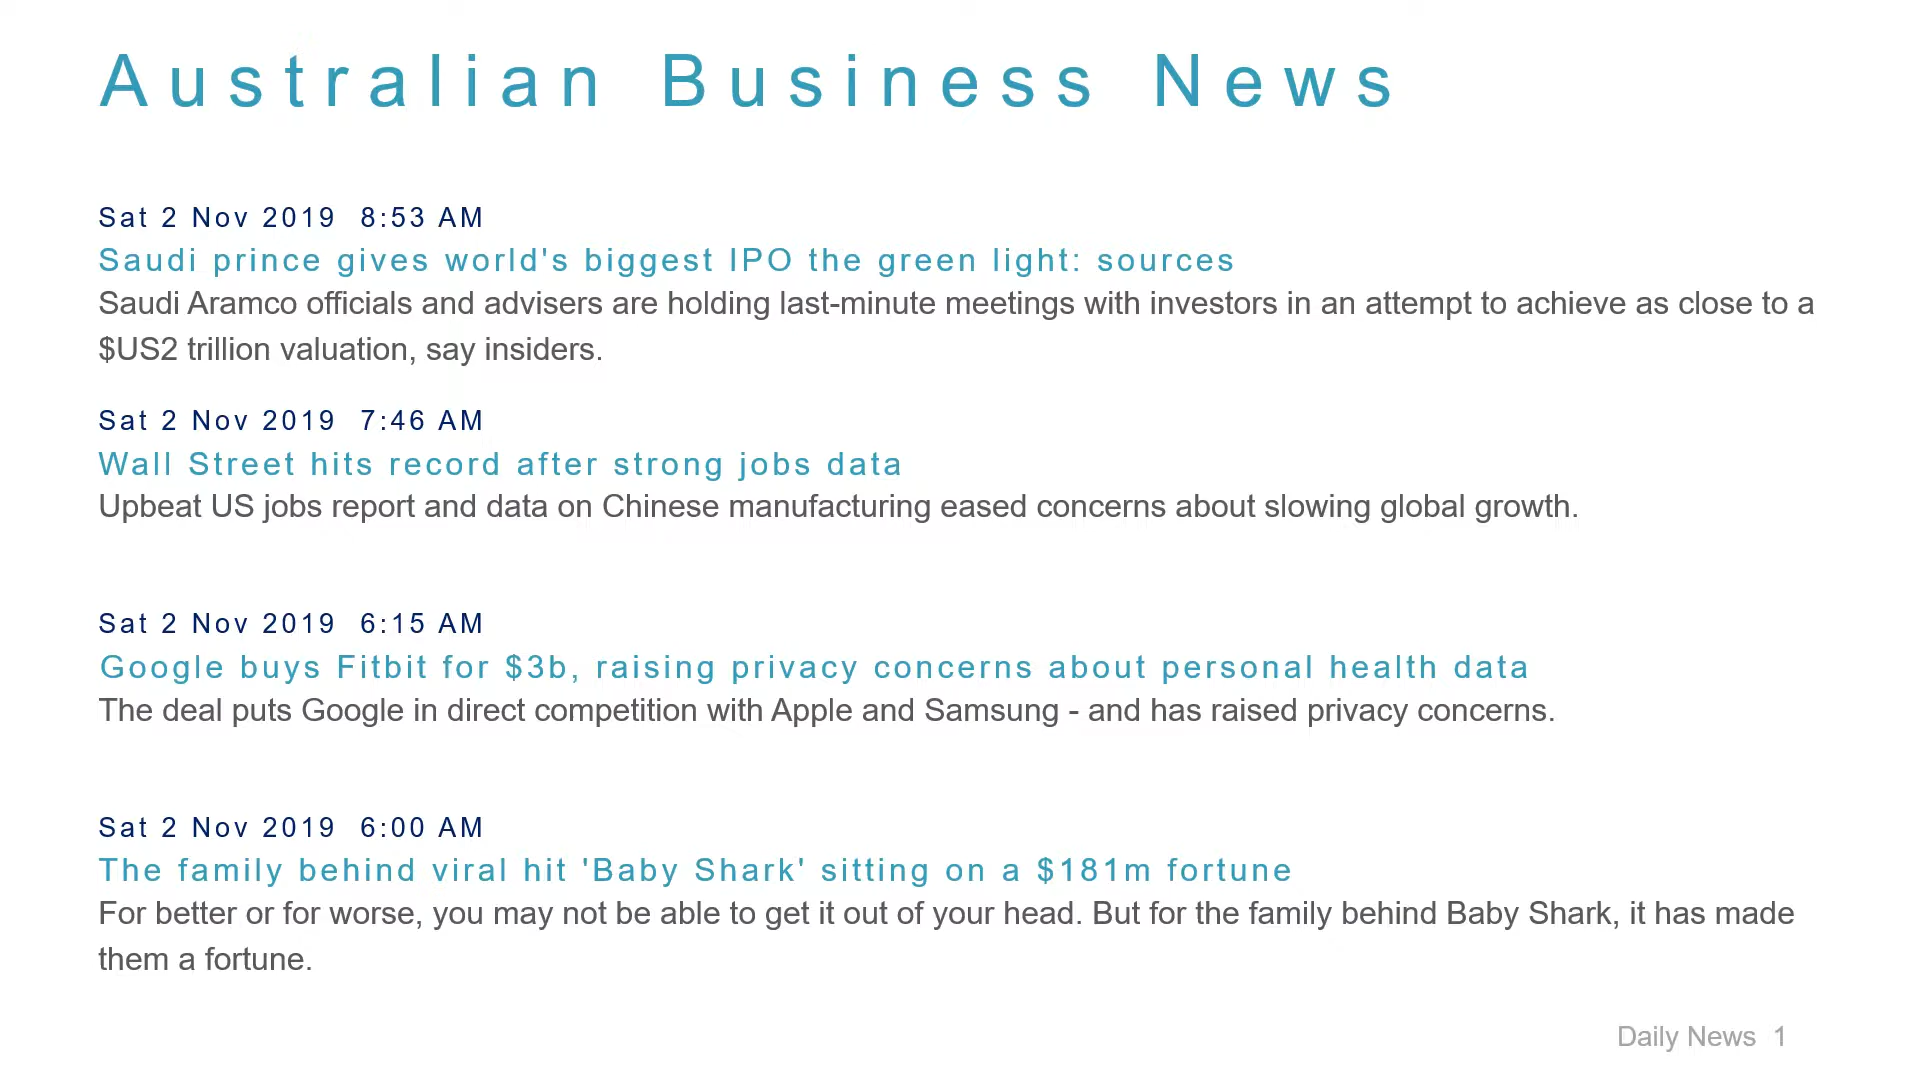 Australian Business News
Sat 2 Nov 2019 8:53 AM
Saudi prince gives world's biggest IPO the green light: sources
Saudi Aramco officials and advisers are holding last-minute meetings with investors in an attempt to achieve as close to a
$US2 trillion valuation, say insiders.
Sat 2 Nov 2019 7:46 AM
Wall Street hits record after strong jobs data
Upbeat US jobs report and data on Chinese manufacturing eased concerns about slowing global growth.
Sat 2 Nov 2019 6:15 AM
Google buys Fitbit for $3b, raising privacy concerns about personal health data
The deal puts Google in direct competition with Apple and Samsung - and has raised privacy concerns.
Sat 2 Nov 2019 6:00 AM
The family behind viral hit 'Baby Shark' sitting on a $181m fortune
For better or for worse, you may not be able to get it out of your head. But for the family behind Baby Shark, it has made
them a fortune.
Daily News 1